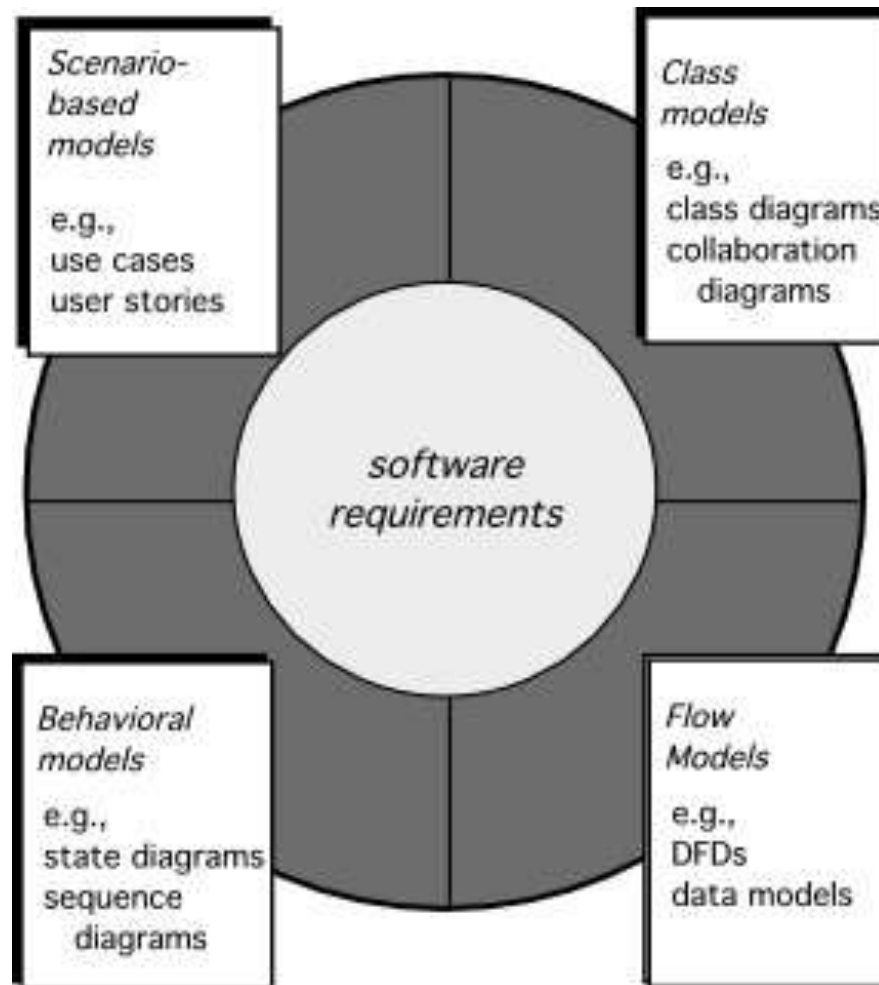 Scenario-
based
models
e.g.,
use cases
user stories
Class
models
e.g.,
class diagrams
collaboration
diagrams
software
requirements
Behavioral
models
e.g.,
state diagrams
sequence
diagrams
Flow
Models
e.g.,
DFDs
data models